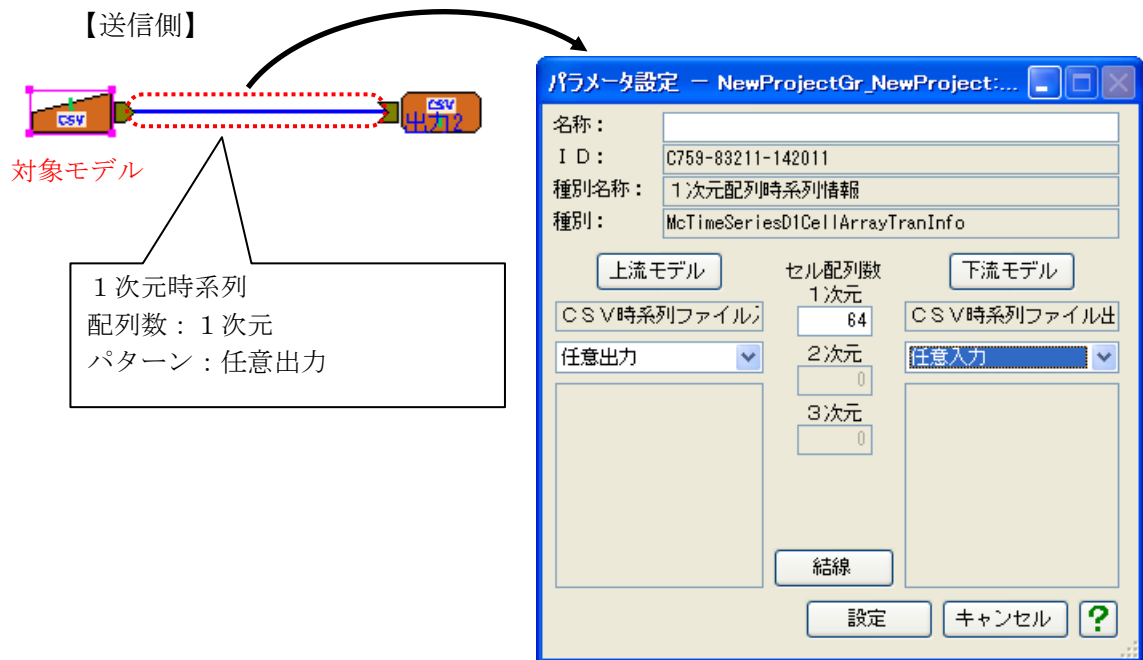 【送信側】
CSV
CSV
出力2
対象モデル
１次元時系列
配列数：１次元
パターン：任意出力
パラメータ設定 － NewProjectGr_NewProject:...
名称：
ＩＤ：
C759-83211-142011
種別名称：
１次元配列時系列情報
種別：
McTimeSeriesD1CellArrayTranInfo
上流モデル
セル配列数
下流モデル
１次元
ＣＳＶ時系列ファイル
64
ＣＳＶ時系列ファイル出
任意出力
２次元
任意入力
0
３次元
0
結線
設定
キャンセル
?